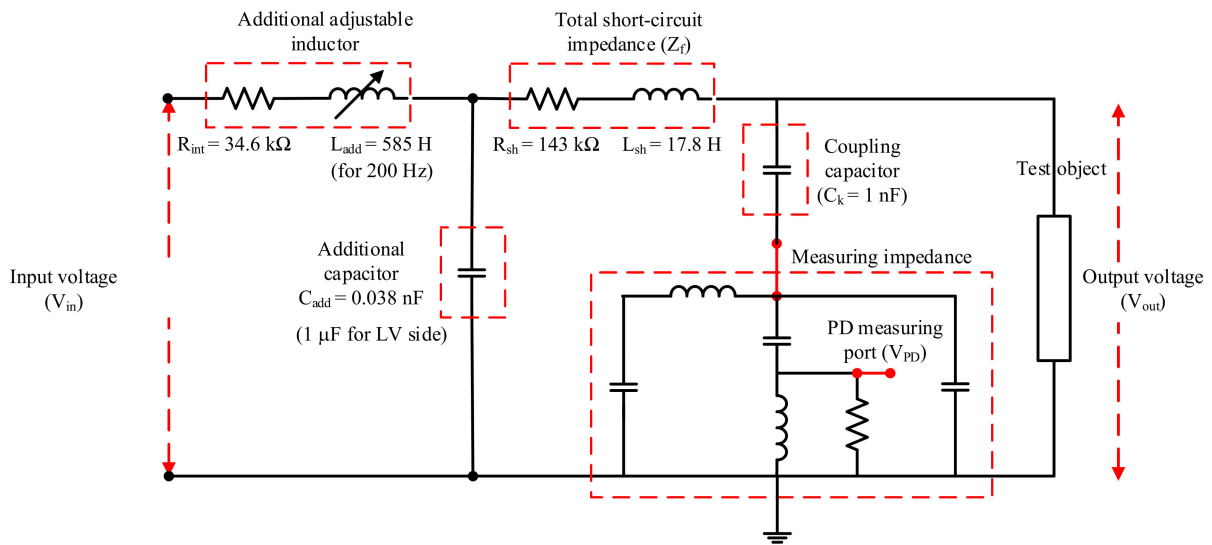 Additional adjustable
inductor
Total short-circuit
impedance (Zf)
Rint = 34.6 kΩ
Ladd = 585 H
(for 200 Hz)
Rsh = 143 kΩ
Lsh = 17.8 H
Coupling
capacitor
(Ck = 1 nF)
Test object
Input voltage
(Vin)
Additional
capacitor
Cadd = 0.038 nF
(1 μF for LV side)
Measuring impedance
PD measuring
port (VPD)
Output voltage
(Vout)